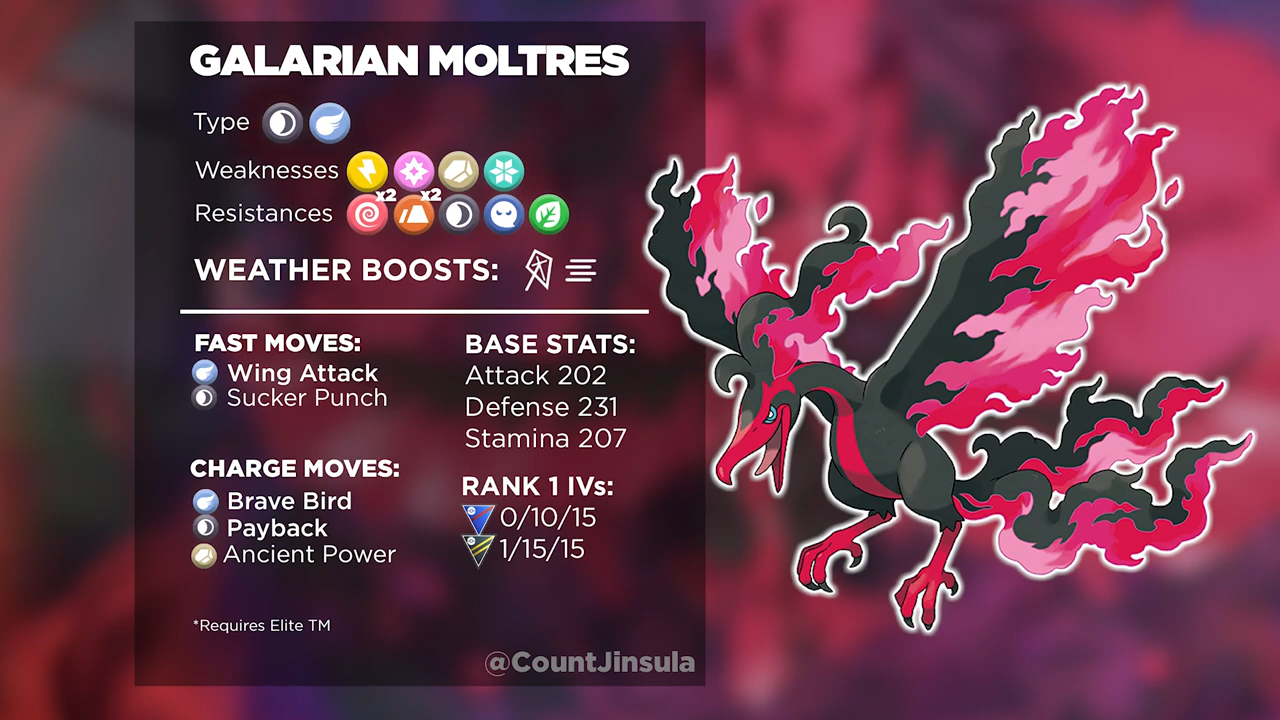 GALARIAN MOLTRES
Type
Weaknesses
x2 x2
Resistances
WEATHER BOOSTS:
FAST MOVES:
Wing Attack
Sucker Punch
CHARGE MOVES:
Brave Bird
Payback
Ancient Power
*Requires Elite TM
BASE STATS:
Attack 202
Defense 231
Stamina 207
RANK 1 IVs:
0/10/15
1/15/15
@CountJinsula